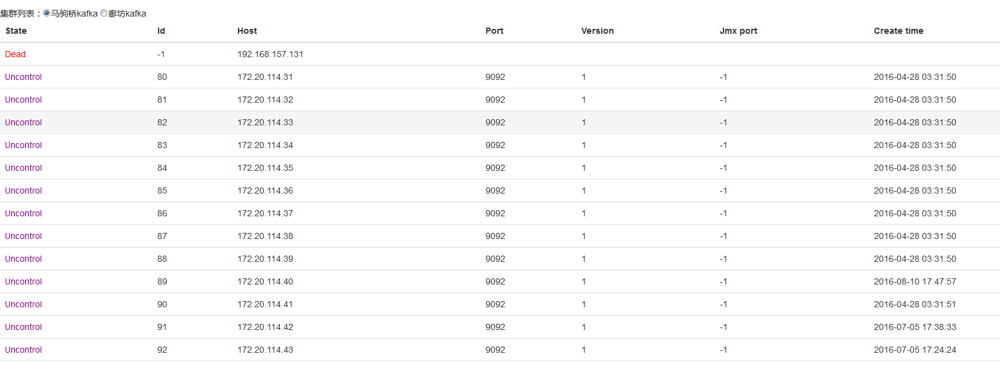 集群列表：马驹桥kafka 廊坊kafka
State Id Host Port Version Jmx port Create time
Dead -1 192.168.157.131
Uncontrol 80 172.20.114.31 9092 1 -1 2016-04-28 03:31:50
Uncontrol 81 172.20.114.32 9092 1 -1 2016-04-28 03:31:50
Uncontrol 82 172.20.114.33 9092 1 -1 2016-04-28 03:31:50
Uncontrol 83 172.20.114.34 9092 1 -1 2016-04-28 03:31:50
Uncontrol 84 172.20.114.35 9092 1 -1 2016-04-28 03:31:50
Uncontrol 85 172.20.114.36 9092 1 -1 2016-04-28 03:31:50
Uncontrol 86 172.20.114.37 9092 1 -1 2016-04-28 03:31:50
Uncontrol 87 172.20.114.38 9092 1 -1 2016-04-28 03:31:50
Uncontrol 88 172.20.114.39 9092 1 -1 2016-04-28 03:31:50
Uncontrol 89 172.20.114.40 9092 1 -1 2016-08-10 17:47:57
Uncontrol 90 172.20.114.41 9092 1 -1 2016-04-28 03:31:51
Uncontrol 91 172.20.114.42 9092 1 -1 2016-07-05 17:38:33
Uncontrol 92 172.20.114.43 9092 1 -1 2016-07-05 17:24:24